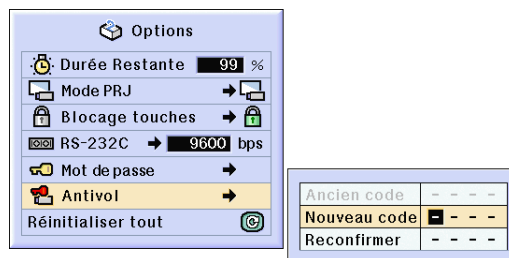 Options
Durée Restante 99 %
Mode PRJ
Blocage touches
RS-232C 9600 bps
Mot de passe
Antivol
Réinitialiser tout
Ancien code - - - -
Nouveau code - - - -
Reconfirmer - - - -